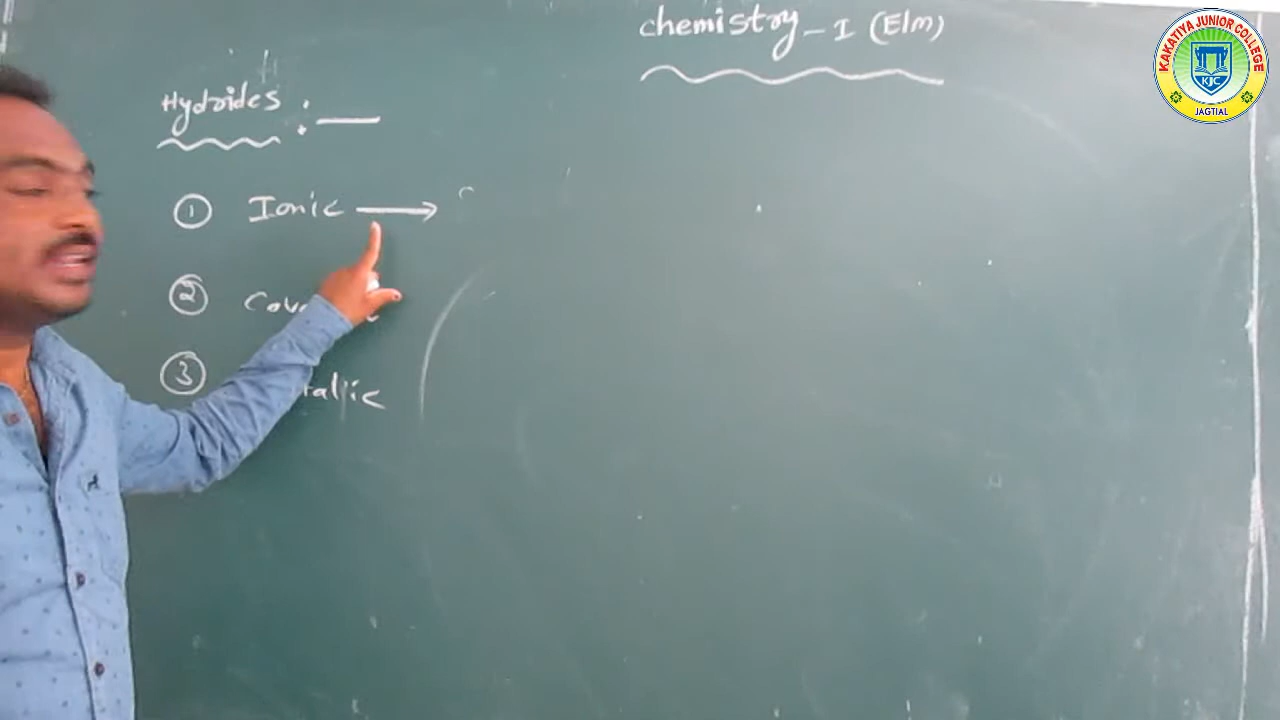 chemistry - I (Elm)
Hydrides :-
① Ionic →
②
③
KAKATIYA JUNIOR COLLEGE
KJC
JAGTIAL